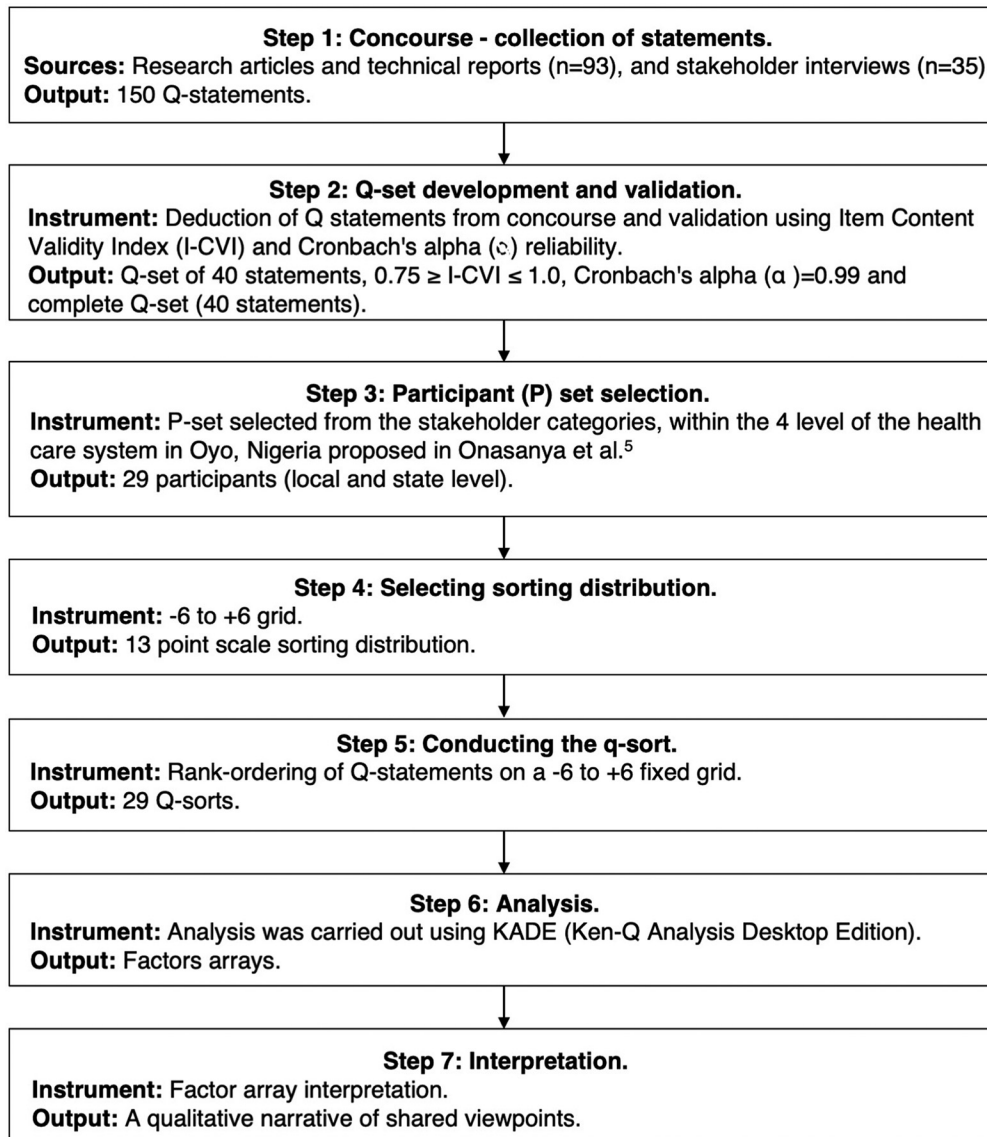 Step 1: Concourse - collection of statements.
Sources: Research articles and technical reports (n=93), and stakeholder interviews (n=35)
Output: 150 Q-statements.
Step 2: Q-set development and validation.
Instrument: Deduction of Q statements from concourse and validation using Item Content
Validity Index (I-CVI) and Cronbach's alpha () reliability.
Output: Q-set of 40 statements, 0.75 ≥ I-CVI ≤ 1.0, Cronbach's alpha (α )=0.99 and
complete Q-set (40 statements).
Step 3: Participant (P) set selection.
Instrument: P-set selected from the stakeholder categories, within the 4 level of the health
care system in Oyo, Nigeria proposed in Onasanya et al.⁵
Output: 29 participants (local and state level).
Step 4: Selecting sorting distribution.
Instrument: -6 to +6 grid.
Output: 13 point scale sorting distribution.
Step 5: Conducting the q-sort.
Instrument: Rank-ordering of Q-statements on a -6 to +6 fixed grid.
Output: 29 Q-sorts.
Step 6: Analysis.
Instrument: Analysis was carried out using KADE (Ken-Q Analysis Desktop Edition).
Output: Factors arrays.
Step 7: Interpretation.
Instrument: Factor array interpretation.
Output: A qualitative narrative of shared viewpoints.